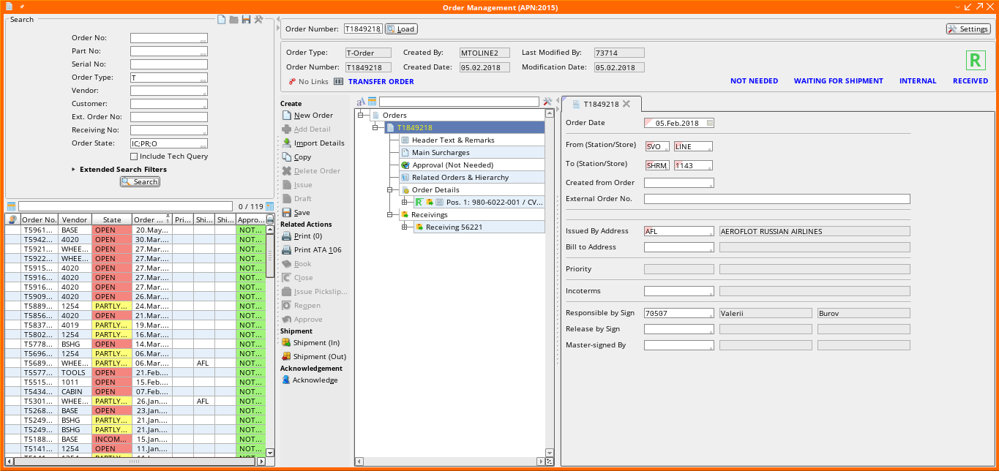 Order Management (APN:2015)
Search
Order No:
Part No:
Serial No:
Order Type: T
Vendor:
Customer:
Ext. Order No:
Receiving No:
Order State: IC;PR;O
Include Tech Query
Extended Search Filters
Search
0 / 119
Order No. Vendor State Order ... 1 Pri... Shi... Shi... Appro...
T5961... BASE OPEN 20.May... NOT...
T5942... 4020 OPEN 30.Mar.... NOT...
T5921... WHEE... OPEN 27.Mar.... NOT...
T5922... WHEE... OPEN 27.Mar.... NOT...
T5915... 4020 OPEN 27.Mar.... NOT...
T5916... 4020 OPEN 27.Mar.... NOT...
T5916... 4020 OPEN 27.Mar.... NOT...
T5909... 4020 OPEN 26.Mar.... NOT...
T5889... 1254 PARTLY... 24.Mar.... NOT...
T5856... 4020 OPEN 21.Mar.... NOT...
T5837... 4019 PARTLY... 19.Mar.... NOT...
T5802... 1254 PARTLY... 16.Mar.... NOT...
T5778... BSHG OPEN 14.Mar.... NOT...
T5696... 1254 PARTLY... 06.Mar.... NOT...
T5689... WHEE... PARTLY... 06.Mar.... AFL NOT...
T5577... TOOLS OPEN 21.Feb.... NOT...
T5515... 1011 OPEN 15.Feb.... NOT...
T5434... CABIN OPEN 07.Feb.... NOT...
T5301... WHEE... PARTLY... 26.Jan.... AFL NOT...
T5268... BASE OPEN 23.Jan.... NOT...
T5249... BSHG PARTLY... 21.Jan.... NOT...
T5249... BSHG PARTLY... 21.Jan.... NOT...
T5188... BASE INCOM... 15.Jan.... NOT...
T5141... 1254 OPEN 11.Jan.... NOT...
Order Number: T1849218 Load Settings
Order Type: T-Order Created By: MTOLINE2 Last Modified By: 73714
Order Number: T1849218 Created Date: 05.02.2018 Modification Date: 05.02.2018
R
No Links TRANSFER ORDER NOT NEEDED WAITING FOR SHIPMENT INTERNAL RECEIVED
Create
New Order
Add Detail
Import Details
Copy
Delete Order
Issue
Draft
Save
Related Actions
Print (0)
Print ATA 106
Book
Close
Issue Pickslip...
Reopen
Approve
Shipment
Shipment (In)
Shipment (Out)
Acknowledgement
Acknowledge
Orders
T1849218
Header Text & Remarks
Main Surcharges
Approval (Not Needed)
Related Orders & Hierarchy
Order Details
R Pos. 1: 980-6022-001 / CV...
Receivings
Receiving 56221
T1849218
Order Date 05.Feb.2018
From (Station/Store) SVO LINE
To (Station/Store) SHRM 1143
Created from Order
External Order No.
Issued By Address AFL AEROFLOT RUSSIAN AIRLINES
Bill to Address
Priority
Incoterms
Responsible by Sign 70507 Valerii Burov
Release by Sign
Master-signed By